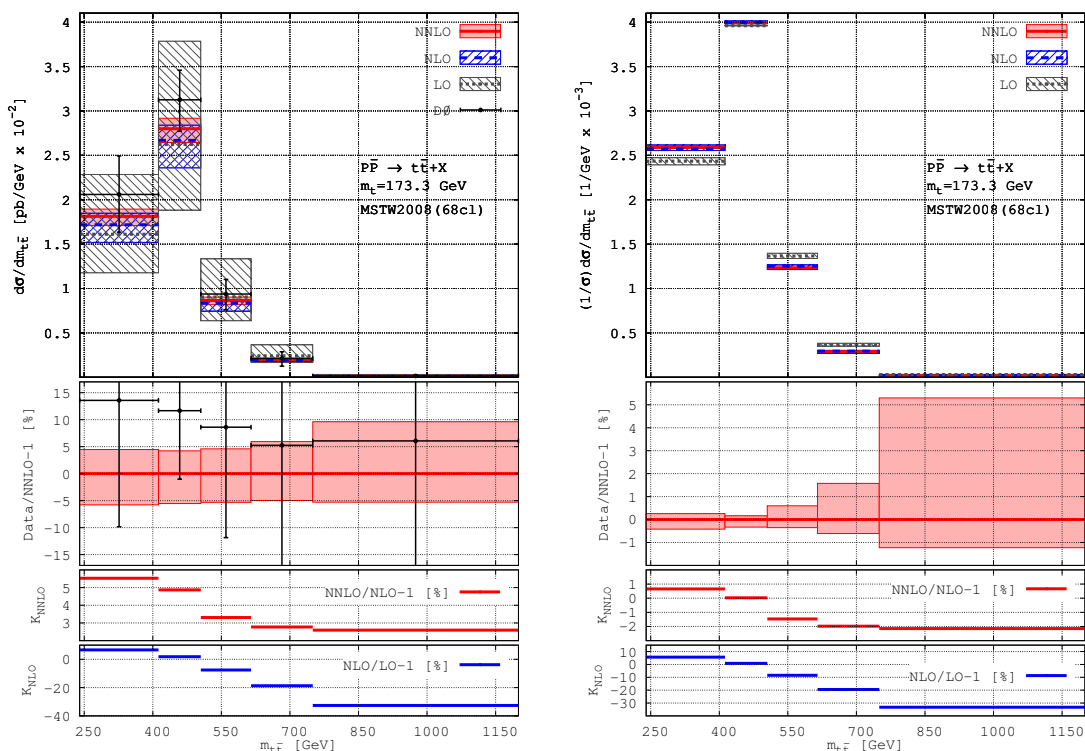 dσ/dm_tt̄ [pb/GeV x 10⁻²]
4
3.5
3
2.5
2
1.5
1
0.5
NNLO
NLO
LO
DØ
PP̄ → tt̄+X
m_t=173.3 GeV
MSTW2008(68cl)
Data/NNLO-1 [%]
15
10
5
0
-5
-10
-15
K_NNLO
5
3
NNLO/NLO-1 [%]
K_NLO
0
-20
-40
NLO/LO-1 [%]
250 400 550 700 850 1000 1150
m_tt̄ [GeV]
(1/σ)dσ/dm_tt̄ [1/GeV x 10⁻³]
4
3.5
3
2.5
2
1.5
1
0.5
NNLO
NLO
LO
PP̄ → tt̄+X
m_t=173.3 GeV
MSTW2008(68cl)
Data/NNLO-1 [%]
5
4
3
2
1
0
-1
K_NNLO
1
0
-1
-2
NNLO/NLO-1 [%]
K_NLO
10
0
-10
-20
-30
NLO/LO-1 [%]
250 400 550 700 850 1000 1150
m_tt̄ [GeV]